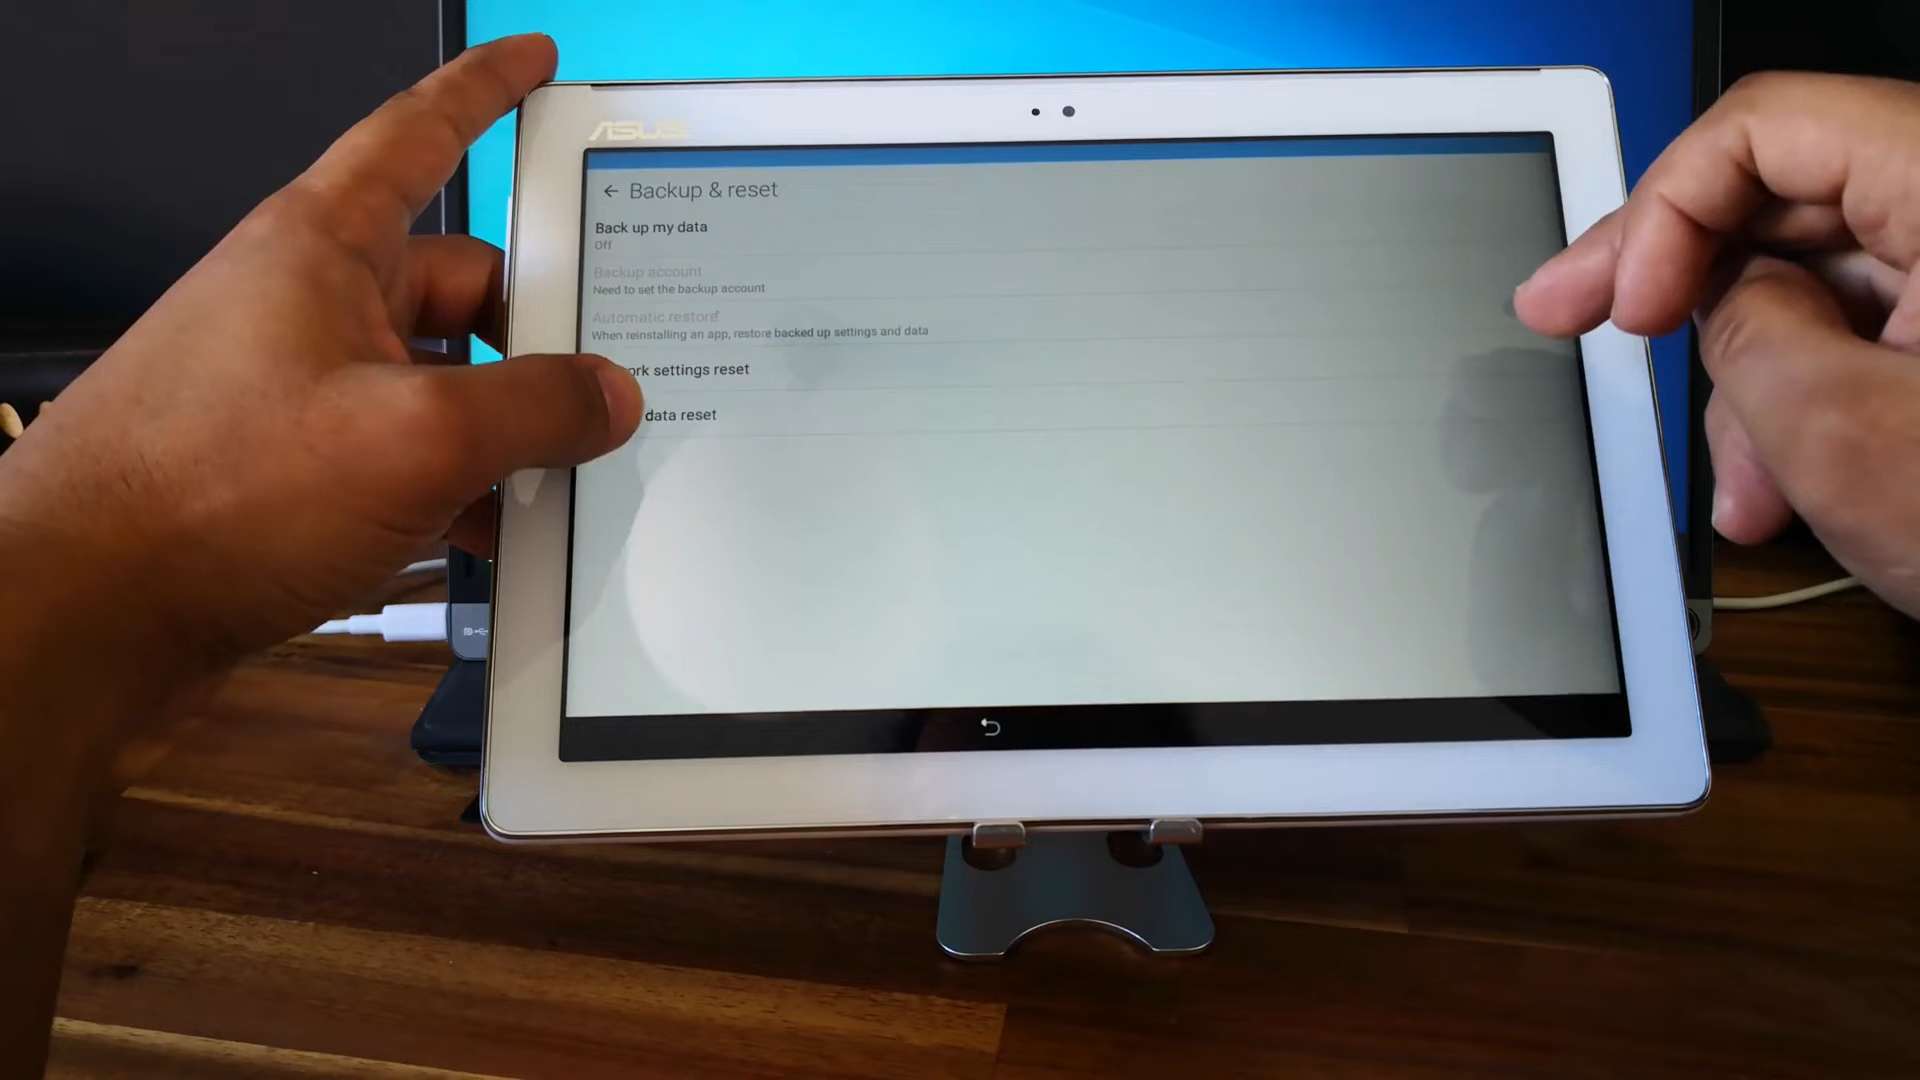 ASUS
Backup & reset
Back up my data
Off
Backup account
Need to set the backup account
Automatic restore
When reinstalling an app, restore backed up settings and data
ork settings reset
data reset